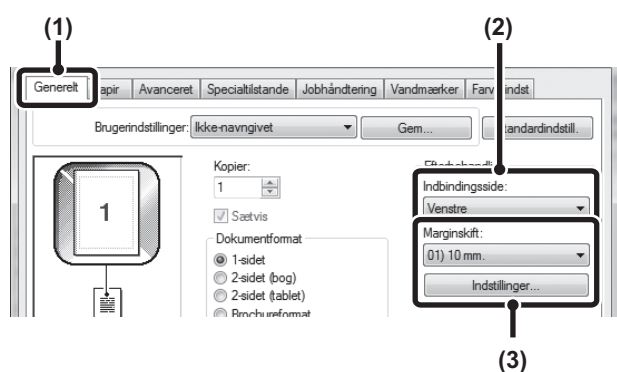 (1)
(2)
Generelt apir Avanceret Specialtilstande Jobhåndtering Vandmærker Farv indst
Brugerindstillinger: Ikke-navngivet Gem... tandardindstill.
Kopier:
1
Indbindingsside:
Sætvis
Venstre
1
Dokumentformat
Marginskift:
1-sidet
01) 10 mm.
2-sidet (bog)
Indstillinger...
2-sidet (tablet)
Brochureformat
(3)